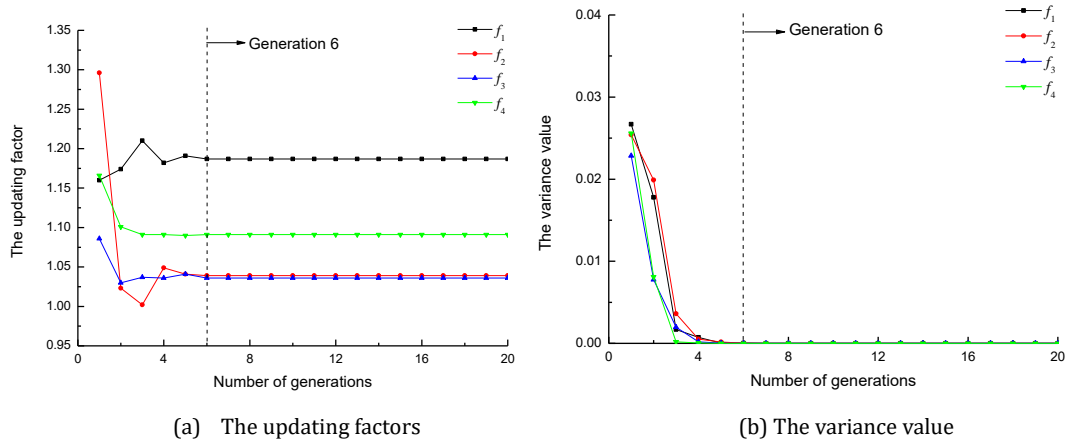 1.35
1.30
1.25
1.20
1.15
1.10
1.05
1.00
0.95
The updating factor
0
4
8
12
16
20
Number of generations
Generation 6
f1
f2
f3
f4
(a) The updating factors
0.04
0.03
0.02
0.01
0.00
The variance value
0
4
8
12
16
20
Number of generations
Generation 6
f1
f2
f3
f4
(b) The variance value